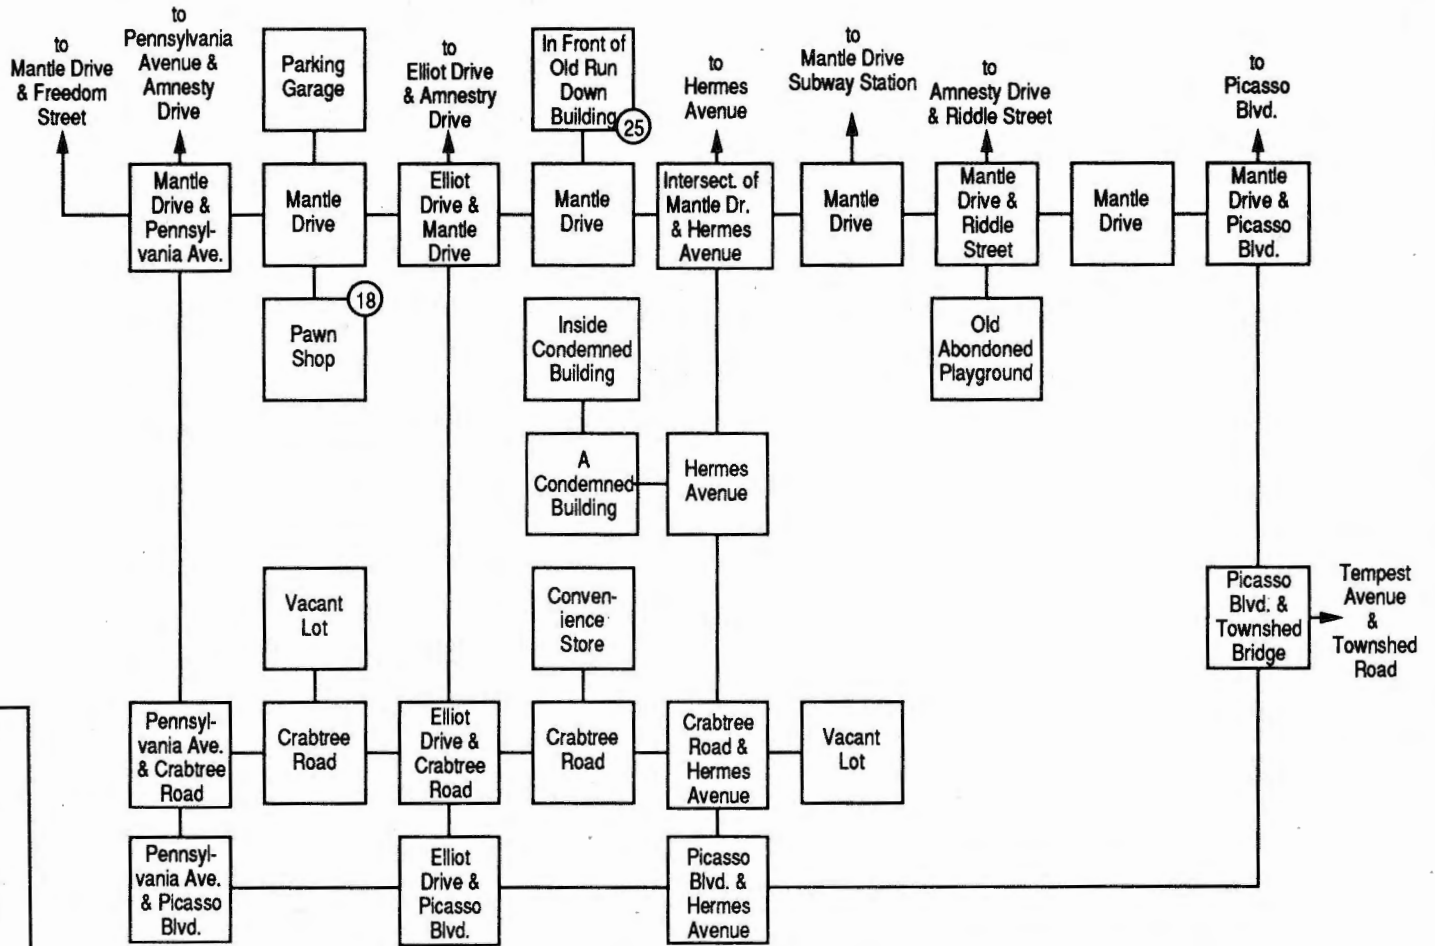 to
Mantle Drive
& Freedom
Street
to
Pennsylvania
Avenue &
Amnesty
Drive
Parking
Garage
to
Elliot Drive
& Amnestry
Drive
In Front of
Old Run
Down
Building
25
to
Hermes
Avenue
to
Mantle Drive
Subway Station
to
Amnesty Drive
& Riddle Street
to
Picasso
Blvd.
Mantle
Drive &
Pennsyl-
vania Ave.
Mantle
Drive
Elliot
Drive &
Mantle
Drive
Mantle
Drive
Intersect. of
Mantle Dr.
& Hermes
Avenue
Mantle
Drive
Mantle
Drive &
Riddle
Street
Mantle
Drive
Mantle
Drive &
Picasso
Blvd.
18
Pawn
Shop
Inside
Condemned
Building
Old
Abondoned
Playground
A
Condemned
Building
Hermes
Avenue
Vacant
Lot
Conven-
ience
Store
Picasso
Blvd. &
Townshed
Bridge
Tempest
Avenue
&
Townshed
Road
Pennsyl-
vania Ave.
& Crabtree
Road
Crabtree
Road
Elliot
Drive &
Crabtree
Road
Crabtree
Road
Crabtree
Road &
Hermes
Avenue
Vacant
Lot
Pennsyl-
vania Ave.
& Picasso
Blvd.
Elliot
Drive &
Picasso
Blvd.
Picasso
Blvd. &
Hermes
Avenue